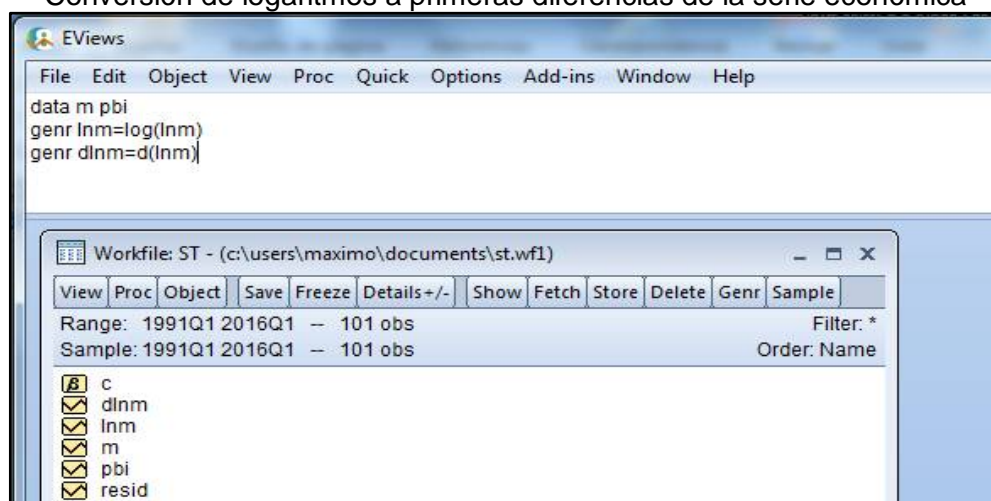 Conversión de logaritmos a primeras diferencias de la serie económica
EViews
File Edit Object View Proc Quick Options Add-ins Window Help
data m pbi
genr lnm=log(lnm)
genr dlnm=d(lnm)
Workfile: ST - (c:\users\maximo\documents\st.wf1)
View Proc Object Save Freeze Details+/- Show Fetch Store Delete Genr Sample
Range: 1991Q1 2016Q1 -- 101 obs Filter: *
Sample: 1991Q1 2016Q1 -- 101 obs Order: Name
β c
dlnm
lnm
m
pbi
resid